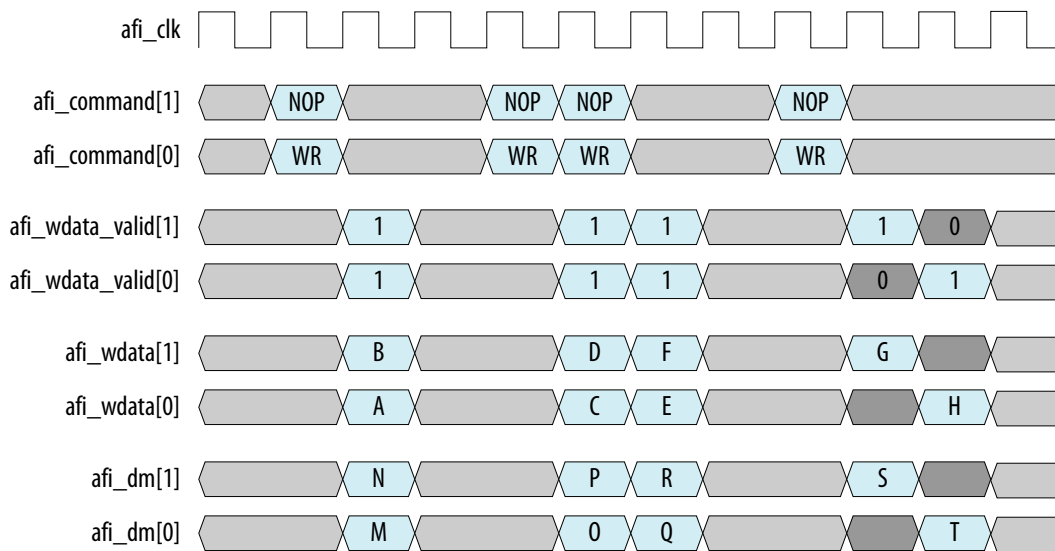 afi_clk
afi_command[1] NOP NOP NOP NOP
afi_command[0] WR WR WR WR
afi_wdata_valid[1] 1 1 1 1 0
afi_wdata_valid[0] 1 1 1 0 1
afi_wdata[1] B D F G
afi_wdata[0] A C E H
afi_dm[1] N P R S
afi_dm[0] M O Q T